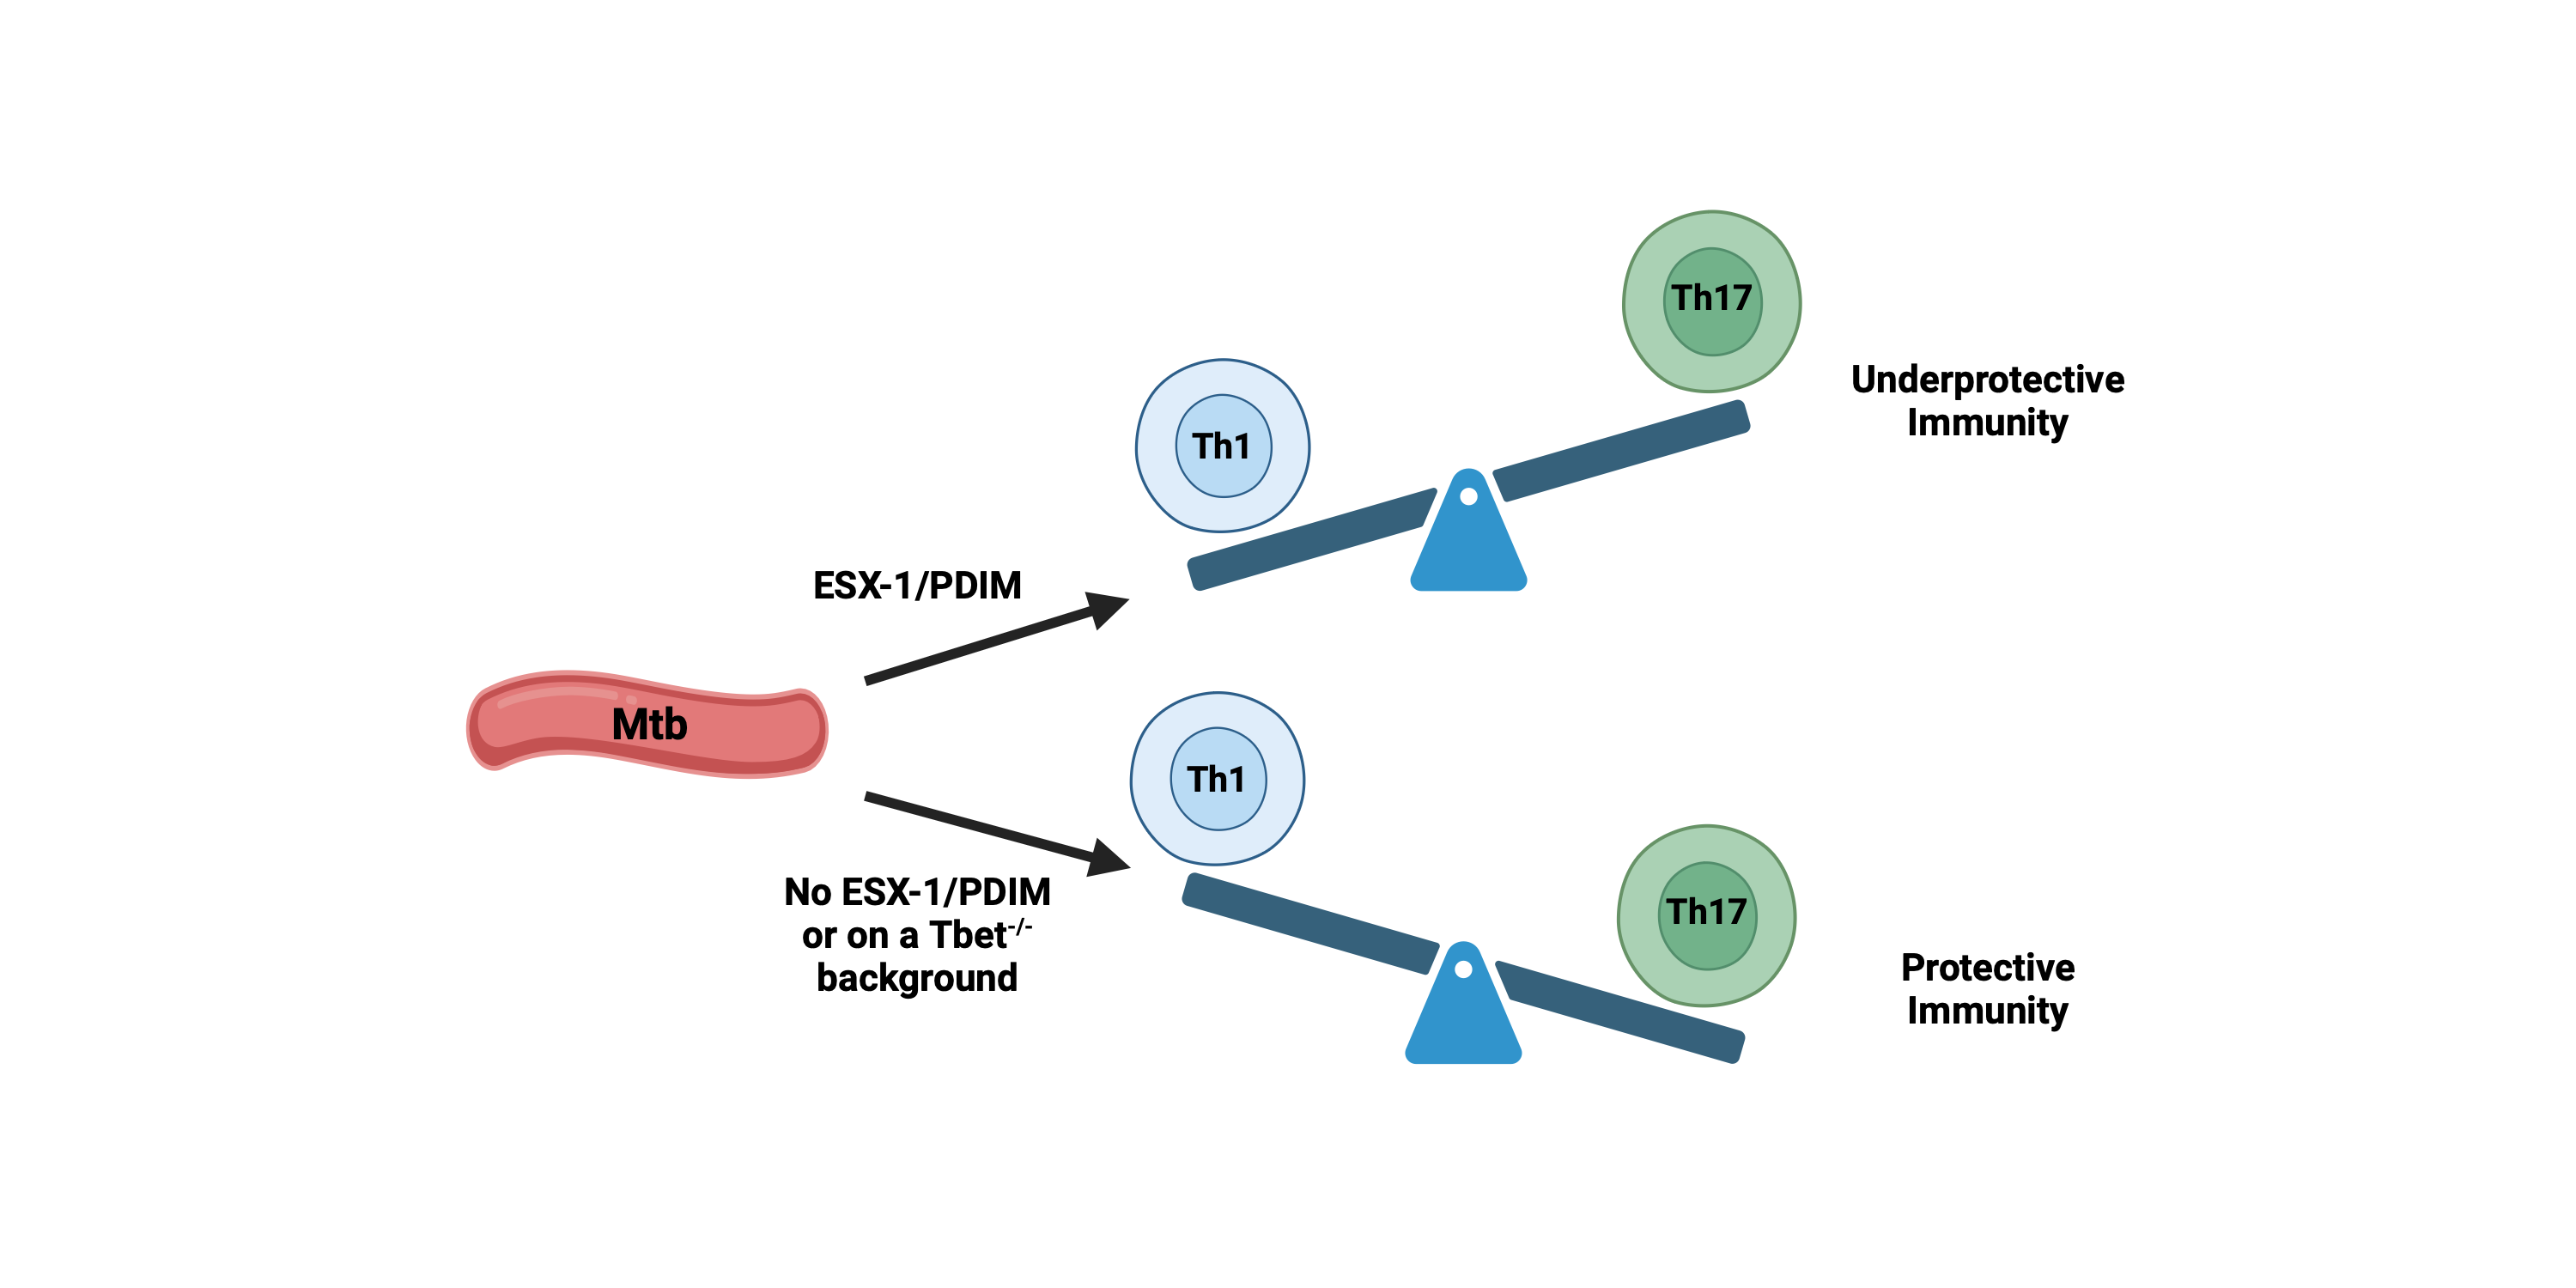 Th17
Underprotective
Immunity
Th1
ESX-1/PDIM
Mtb
Th1
No ESX-1/PDIM
or on a Tbet⁻/⁻
background
Th17
Protective
Immunity